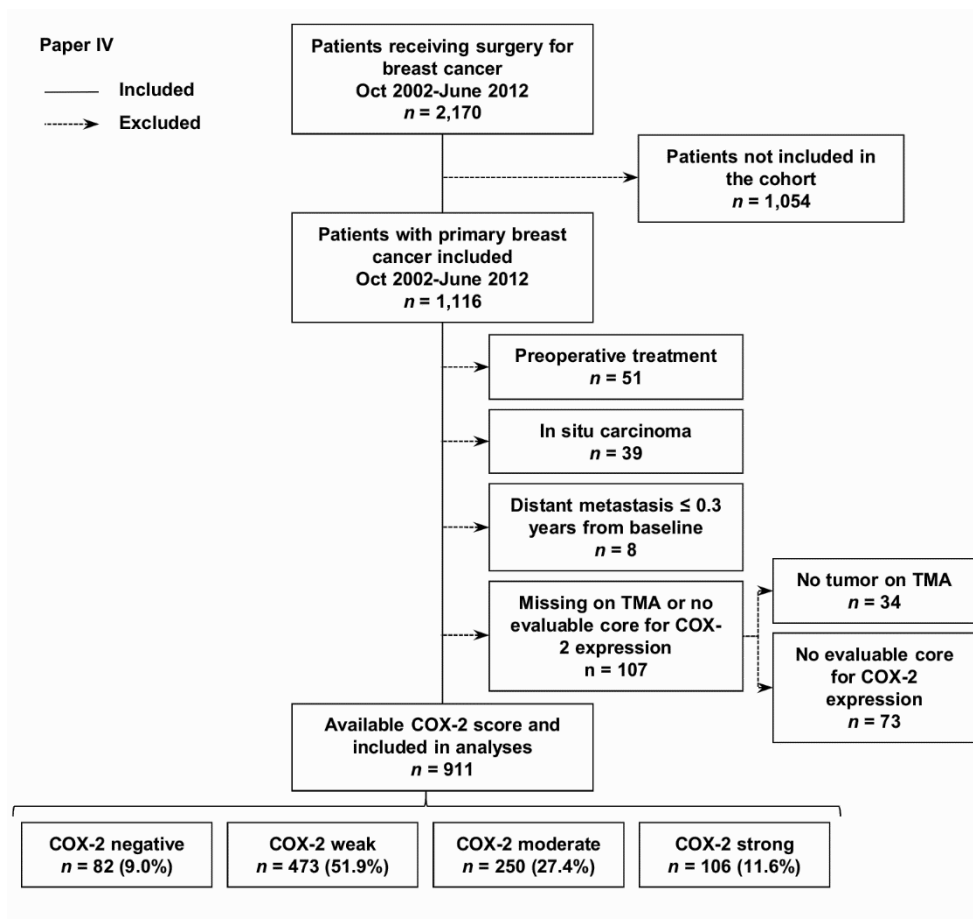 Paper IV
Included
Excluded
Patients receiving surgery for
breast cancer
Oct 2002-June 2012
n = 2,170
Patients not included in
the cohort
n = 1,054
Patients with primary breast
cancer included
Oct 2002-June 2012
n = 1,116
Preoperative treatment
n = 51
In situ carcinoma
n = 39
Distant metastasis ≤ 0.3
years from baseline
n = 8
Missing on TMA or no
evaluable core for COX-
2 expression
n = 107
No tumor on TMA
n = 34
No evaluable core
for COX-2
expression
n = 73
Available COX-2 score and
included in analyses
n = 911
COX-2 negative
n = 82 (9.0%)
COX-2 weak
n = 473 (51.9%)
COX-2 moderate
n = 250 (27.4%)
COX-2 strong
n = 106 (11.6%)